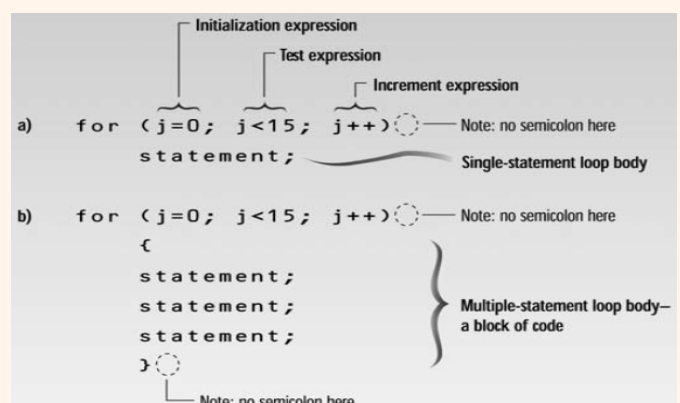 Initialization expression
Test expression
Increment expression
a) for (j=0; j<15; j++) Note: no semicolon here
statement; Single-statement loop body
b) for (j=0; j<15; j++) Note: no semicolon here
{
statement;
statement;
statement;
}
Multiple-statement loop body—
a block of code
Note: no semicolon here